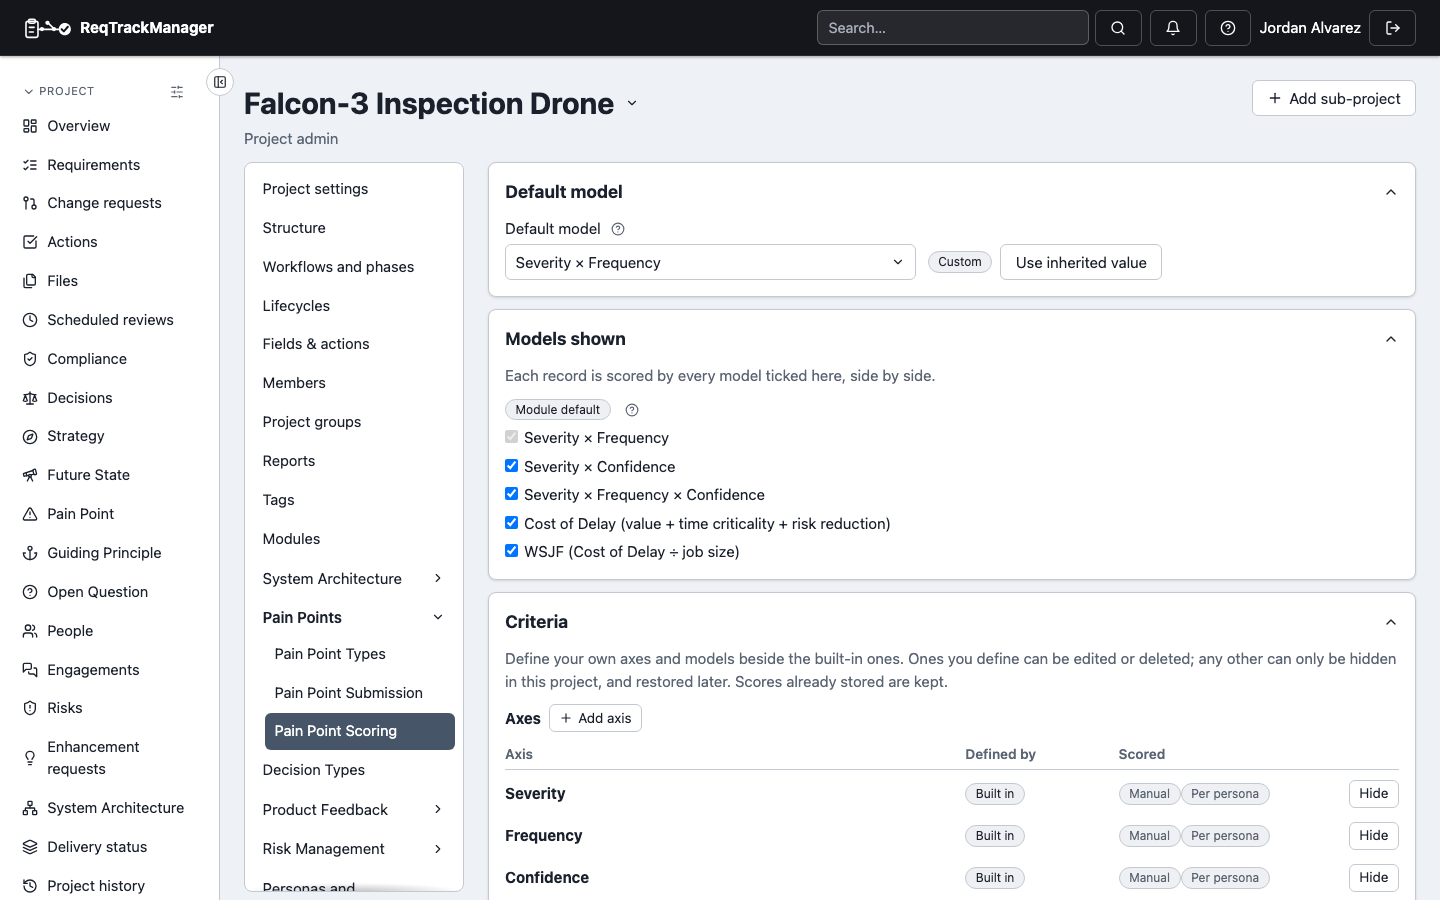 ReqTrackManager
Search...
Jordan Alvarez
PROJECT
Overview
Requirements
Change requests
Actions
Files
Scheduled reviews
Compliance
Decisions
Strategy
Future State
Pain Point
Guiding Principle
Open Question
People
Engagements
Risks
Enhancement
requests
System Architecture
Delivery status
Project history
Falcon-3 Inspection Drone
Add sub-project
Project admin
Project settings
Structure
Workflows and phases
Lifecycles
Fields & actions
Members
Project groups
Reports
Tags
Modules
System Architecture
Pain Points
Pain Point Types
Pain Point Submission
Pain Point Scoring
Decision Types
Product Feedback
Risk Management
Personas and
Default model
Default model
Severity × Frequency
Custom
Use inherited value
Models shown
Each record is scored by every model ticked here, side by side.
Module default
Severity × Frequency
Severity × Confidence
Severity × Frequency × Confidence
Cost of Delay (value + time criticality + risk reduction)
WSJF (Cost of Delay ÷ job size)
Criteria
Define your own axes and models beside the built-in ones. Ones you define can be edited or deleted; any other can only be hidden
in this project, and restored later. Scores already stored are kept.
Axes
Add axis
Axis Defined by Scored
Severity Built in Manual Per persona Hide
Frequency Built in Manual Per persona Hide
Confidence Built in Manual Per persona Hide